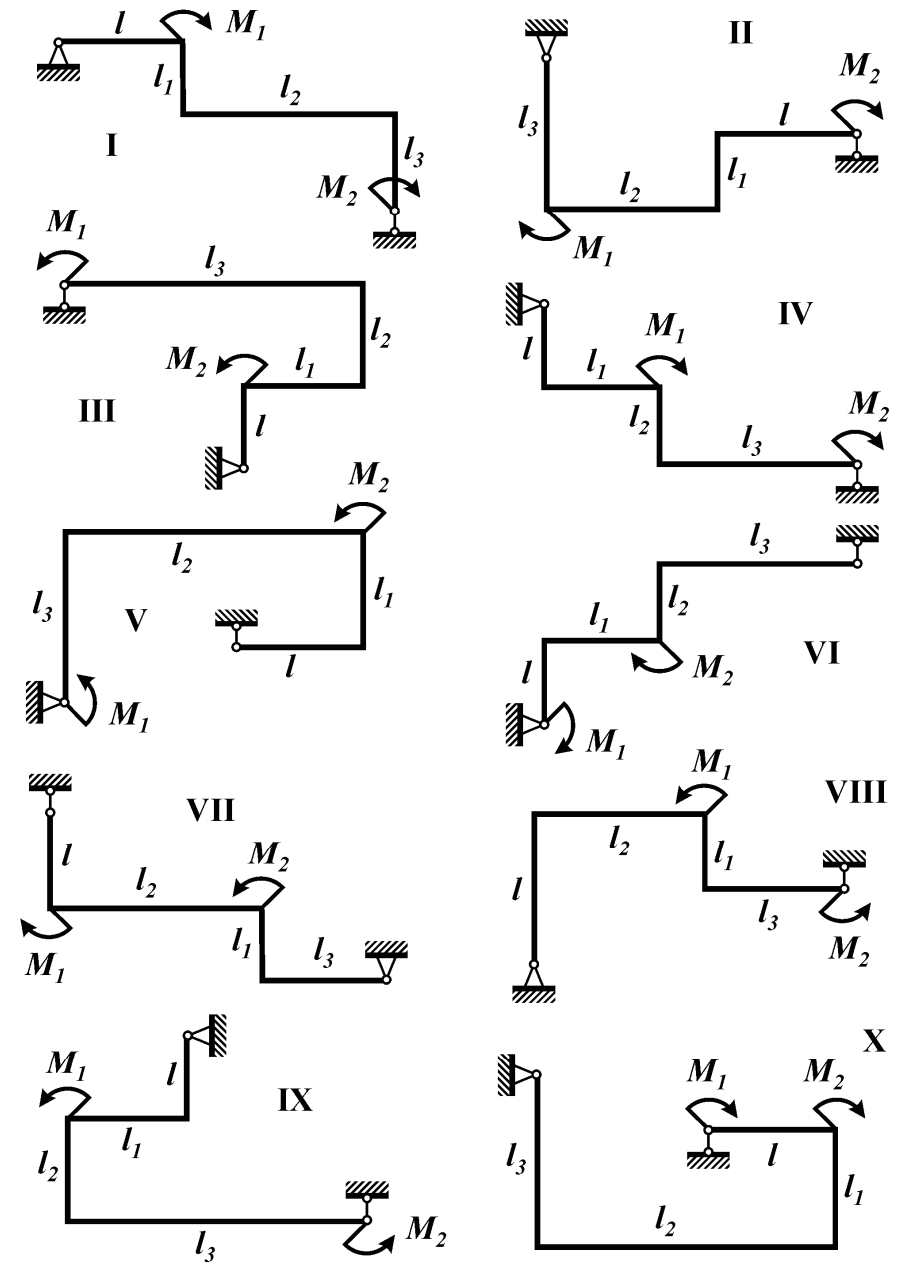 l M1
l1 l2
I l3
M2
II
M2
l3 l
l2 l1
M1
M1
l3
l2
M2 l1
III l
IV
M1
l l1
l2 M2
l3
M2
l2
l3 V l1
l
M1
l3
l1 l2
l M2 VI
M1
VII
l l2 M2
M1 l1 l3
M1 VIII
l2 l1
l l3
M2
M1 l IX
l1
l2
l3 M2
X
M1 M2
l3 l
l1
l2